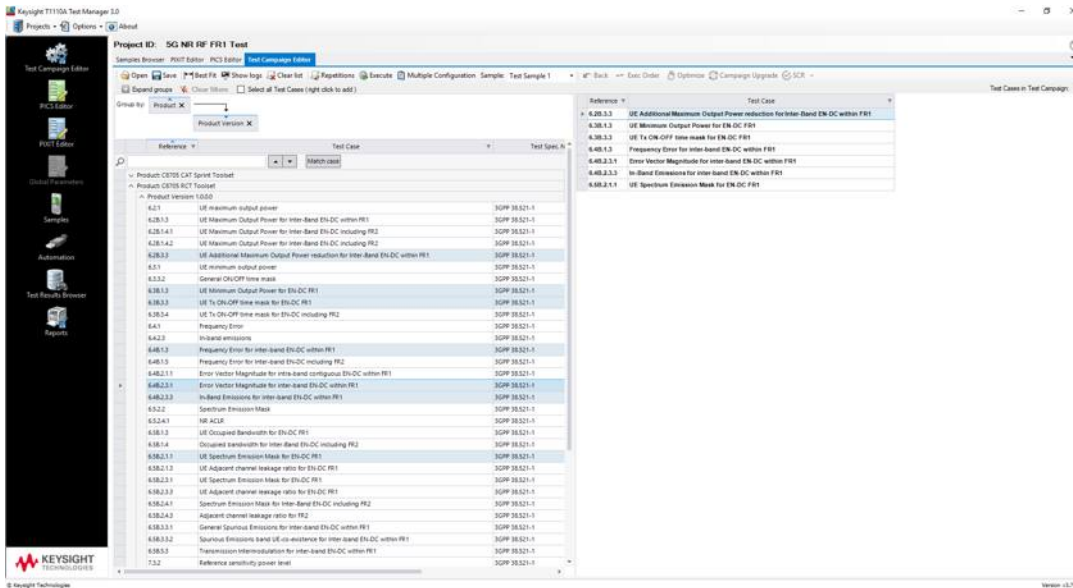 Keysight T1110A Test Manager 3.0
Projects Options About
Project ID: 5G NR RF FR1 Test
Samples Browser PIXIT Editor PICS Editor Test Campaign Editor
Open Save Best Fit Show logs Clear list Repetitions Execute Multiple Configuration Sample: Test Sample 1 Back Exec Order Optimize Campaign Upgrade SCR
Expand groups Clear filters Select all Test Cases (right click to add) Test Cases in Test Campaign:
Group by: Product X
Product Version X
Reference Test Case Test Spec.
Match case
Product: C8705 CAT Sprint Toolset
Product: C8705 RCT Toolset
Product Version: 1.0.0.0
6.2.1 UE maximum output power 3GPP 38.521-1
6.2B.1.3 UE Maximum Output Power for Inter-Band EN-DC within FR1 3GPP 38.521-1
6.2B.1.4.1 UE Maximum Output Power for Inter-Band EN-DC including FR2 3GPP 38.521-1
6.2B.1.4.2 UE Maximum Output Power for Inter-Band EN-DC including FR2 3GPP 38.521-1
6.2B.3.3 UE Additional Maximum Output Power reduction for Inter-Band EN-DC within FR1 3GPP 38.521-1
6.3.1 UE minimum output power 3GPP 38.521-1
6.3.3.2 General ON/OFF time mask 3GPP 38.521-1
6.3B.1.3 UE Minimum Output Power for EN-DC FR1 3GPP 38.521-1
6.3B.3.3 UE Tx ON-OFF time mask for EN-DC FR1 3GPP 38.521-1
6.3B.3.4 UE Tx ON-OFF time mask for EN-DC including FR2 3GPP 38.521-1
6.4.1 Frequency Error 3GPP 38.521-1
6.4.2.3 In-band emissions 3GPP 38.521-1
6.4B.1.3 Frequency Error for inter-band EN-DC within FR1 3GPP 38.521-1
6.4B.1.3 Frequency Error for inter-band EN-DC including FR2 3GPP 38.521-1
6.4B.2.1.1 Error Vector Magnitude for intra-band contiguous EN-DC within FR1 3GPP 38.521-1
6.4B.2.3.1 Error Vector Magnitude for inter-band EN-DC within FR1 3GPP 38.521-1
6.4B.2.3.3 In-Band Emissions for inter-band EN-DC within FR1 3GPP 38.521-1
6.5.2.2 Spectrum Emission Mask 3GPP 38.521-1
6.5.2.4.1 NR ACLR 3GPP 38.521-1
6.5B.1.3 UE Occupied Bandwidth for EN-DC FR1 3GPP 38.521-1
6.5B.1.4 Occupied bandwidth for Inter-Band EN-DC including FR2 3GPP 38.521-1
6.5B.2.1.1 UE Spectrum Emission Mask for EN-DC FR1 3GPP 38.521-1
6.5B.2.1.3 UE Adjacent channel leakage ratio for EN-DC FR1 3GPP 38.521-1
6.5B.2.3.1 UE Spectrum Emission Mask for EN-DC FR1 3GPP 38.521-1
6.5B.2.3.3 UE Adjacent channel leakage ratio for EN-DC FR1 3GPP 38.521-1
6.5B.2.4.1 Spectrum Emission Mask for Inter-Band EN-DC including FR2 3GPP 38.521-1
6.5B.2.4.3 Adjacent channel leakage ratio for FR2 3GPP 38.521-1
6.5B.3.3.1 General Spurious Emissions for Inter-band EN-DC within FR1 3GPP 38.521-1
6.5B.3.3.2 Spurious Emissions band UE-co-existence for Inter-band EN-DC within FR1 3GPP 38.521-1
6.5B.5.3 Transmission Intermodulation for inter-band EN-DC within FR1 3GPP 38.521-1
7.3.2 Reference sensitivity power level 3GPP 38.521-1
Reference Test Case
6.2B.3.3 UE Additional Maximum Output Power reduction for Inter-Band EN-DC within FR1
6.3B.1.3 UE Minimum Output Power for EN-DC FR1
6.3B.3.3 UE Tx ON-OFF time mask for EN-DC FR1
6.4B.1.3 Frequency Error for inter-band EN-DC within FR1
6.4B.2.3.1 Error Vector Magnitude for inter-band EN-DC within FR1
6.4B.2.3.3 In-Band Emissions for inter-band EN-DC within FR1
6.5B.2.1.1 UE Spectrum Emission Mask for EN-DC FR1
Test Campaign Editor
PICS Editor
PIXIT Editor
Global Parameters
Samples
Automation
Test Results Browser
Reports
KEYSIGHT
TECHNOLOGIES
© Keysight Technologies